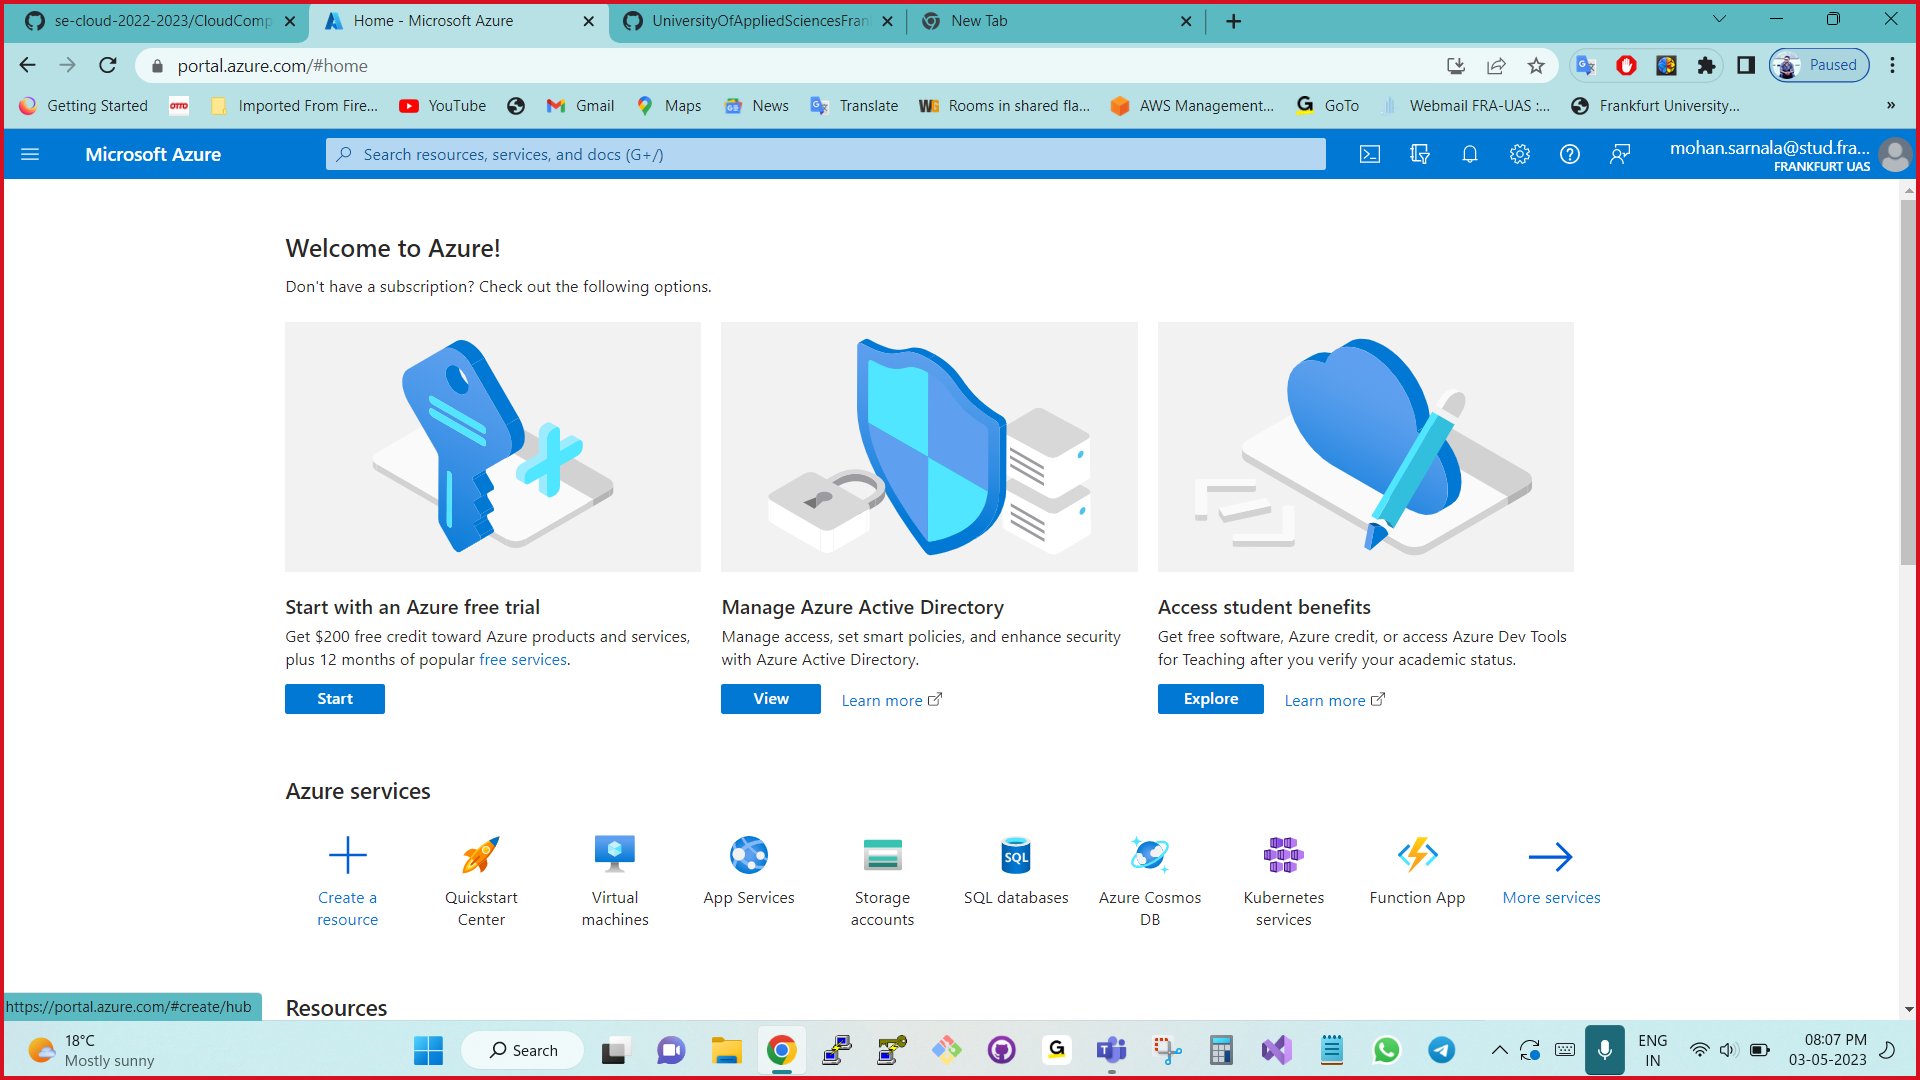 se-cloud-2022-2023/CloudComp
Home - Microsoft Azure
UniversityOfAppliedSciencesFran
New Tab
portal.azure.com/#home
Paused
Getting Started
OTTO
Imported From Fire...
YouTube
Gmail
Maps
News
Translate
WG
Rooms in shared fla...
AWS Management...
G
GoTo
Webmail FRA-UAS :...
Frankfurt University...
»
Microsoft Azure
Search resources, services, and docs (G+/)
mohan.sarnala@stud.fra...
FRANKFURT UAS
Welcome to Azure!
Don't have a subscription? Check out the following options.
Start with an Azure free trial
Get $200 free credit toward Azure products and services,
plus 12 months of popular free services.
Start
Manage Azure Active Directory
Manage access, set smart policies, and enhance security
with Azure Active Directory.
View
Learn more
Access student benefits
Get free software, Azure credit, or access Azure Dev Tools
for Teaching after you verify your academic status.
Explore
Learn more
Azure services
Create a
resource
Quickstart
Center
Virtual
machines
App Services
Storage
accounts
SQL
SQL databases
Azure Cosmos
DB
Kubernetes
services
Function App
More services
https://portal.azure.com/#create/hub
Resources
18°C
Mostly sunny
Search
G
ENG
IN
08:07 PM
03-05-2023